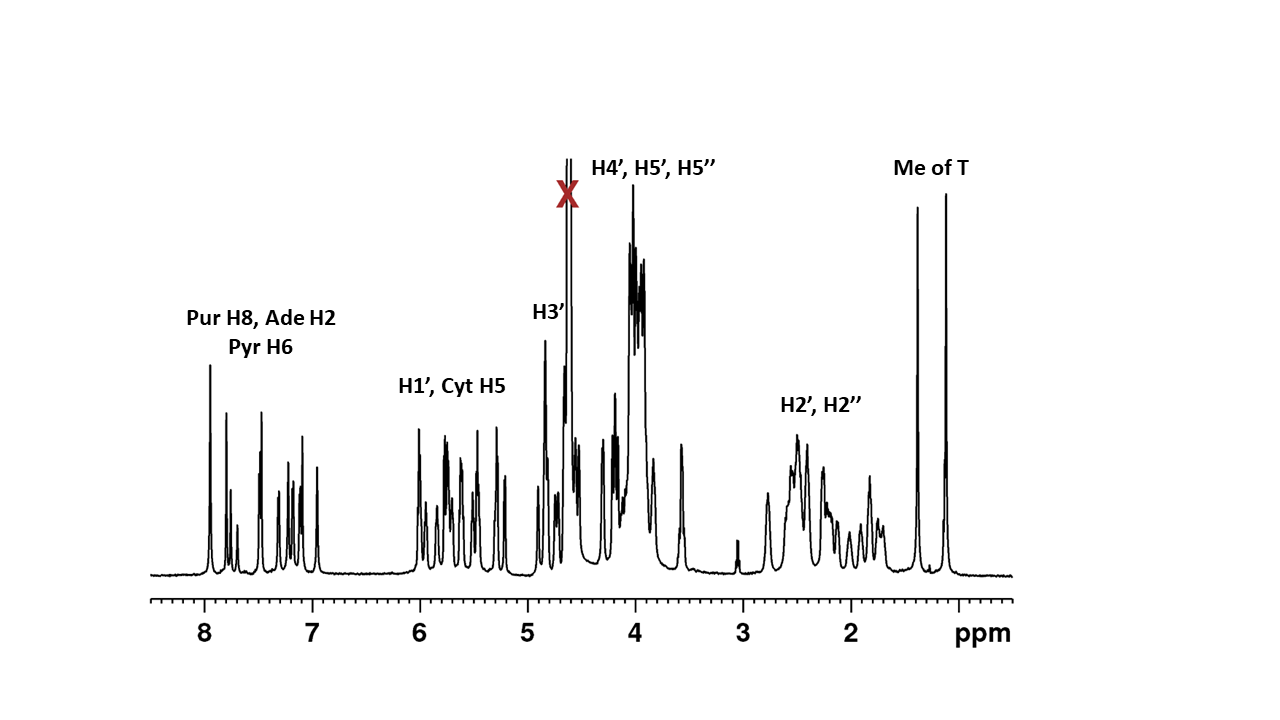 H4’, H5’, H5’’
Me of T
X
H3’
Pur H8, Ade H2
Pyr H6
H1’, Cyt H5
H2’, H2’’
8 7 6 5 4 3 2 ppm